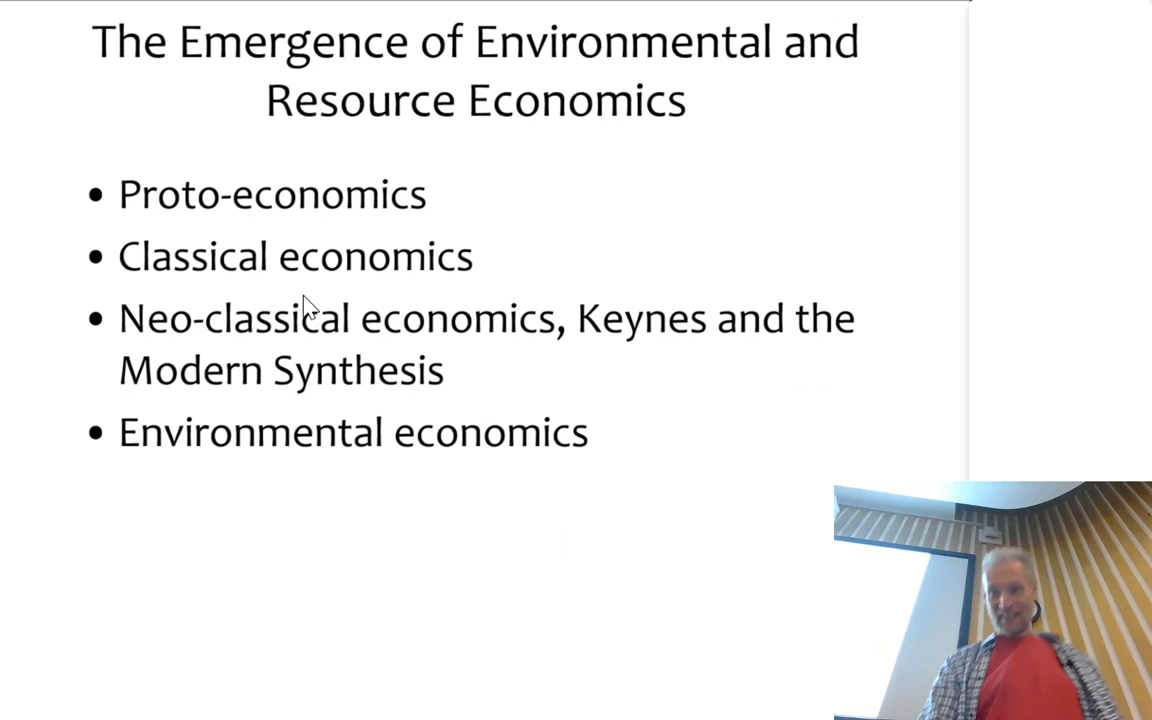 The Emergence of Environmental and
Resource Economics
• Proto-economics
• Classical economics
• Neo-classical economics, Keynes and the
Modern Synthesis
• Environmental economics